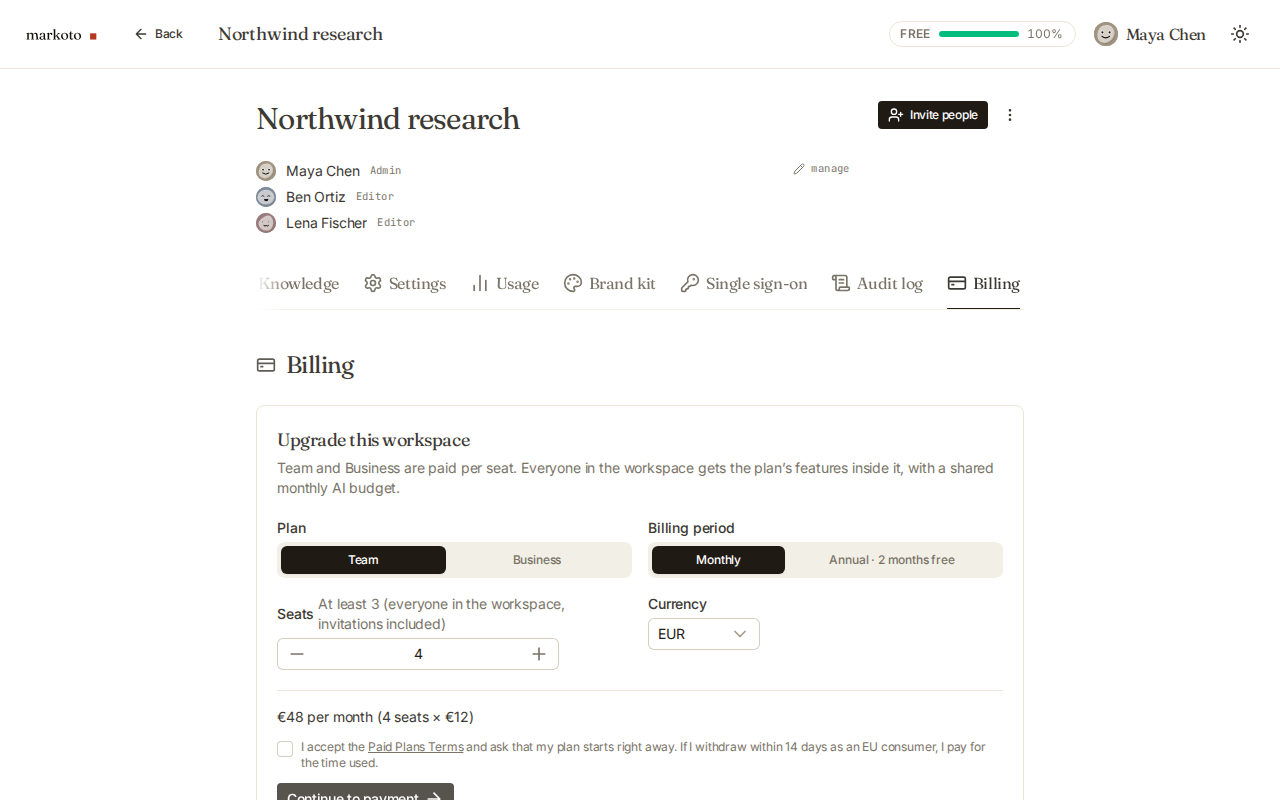 markoto
Back
Northwind research
FREE 100%
Maya Chen
Northwind research
Invite people
Maya Chen Admin
manage
Ben Ortiz Editor
Lena Fischer Editor
Knowledge Settings Usage Brand kit Single sign-on Audit log Billing
Billing
Upgrade this workspace
Team and Business are paid per seat. Everyone in the workspace gets the plan’s features inside it, with a shared
monthly AI budget.
Plan
Team Business
Billing period
Monthly Annual · 2 months free
Seats At least 3 (everyone in the workspace,
invitations included)
4
Currency
EUR
€48 per month (4 seats × €12)
I accept the Paid Plans Terms and ask that my plan starts right away. If I withdraw within 14 days as an EU consumer, I pay for
the time used.
Continue to payment